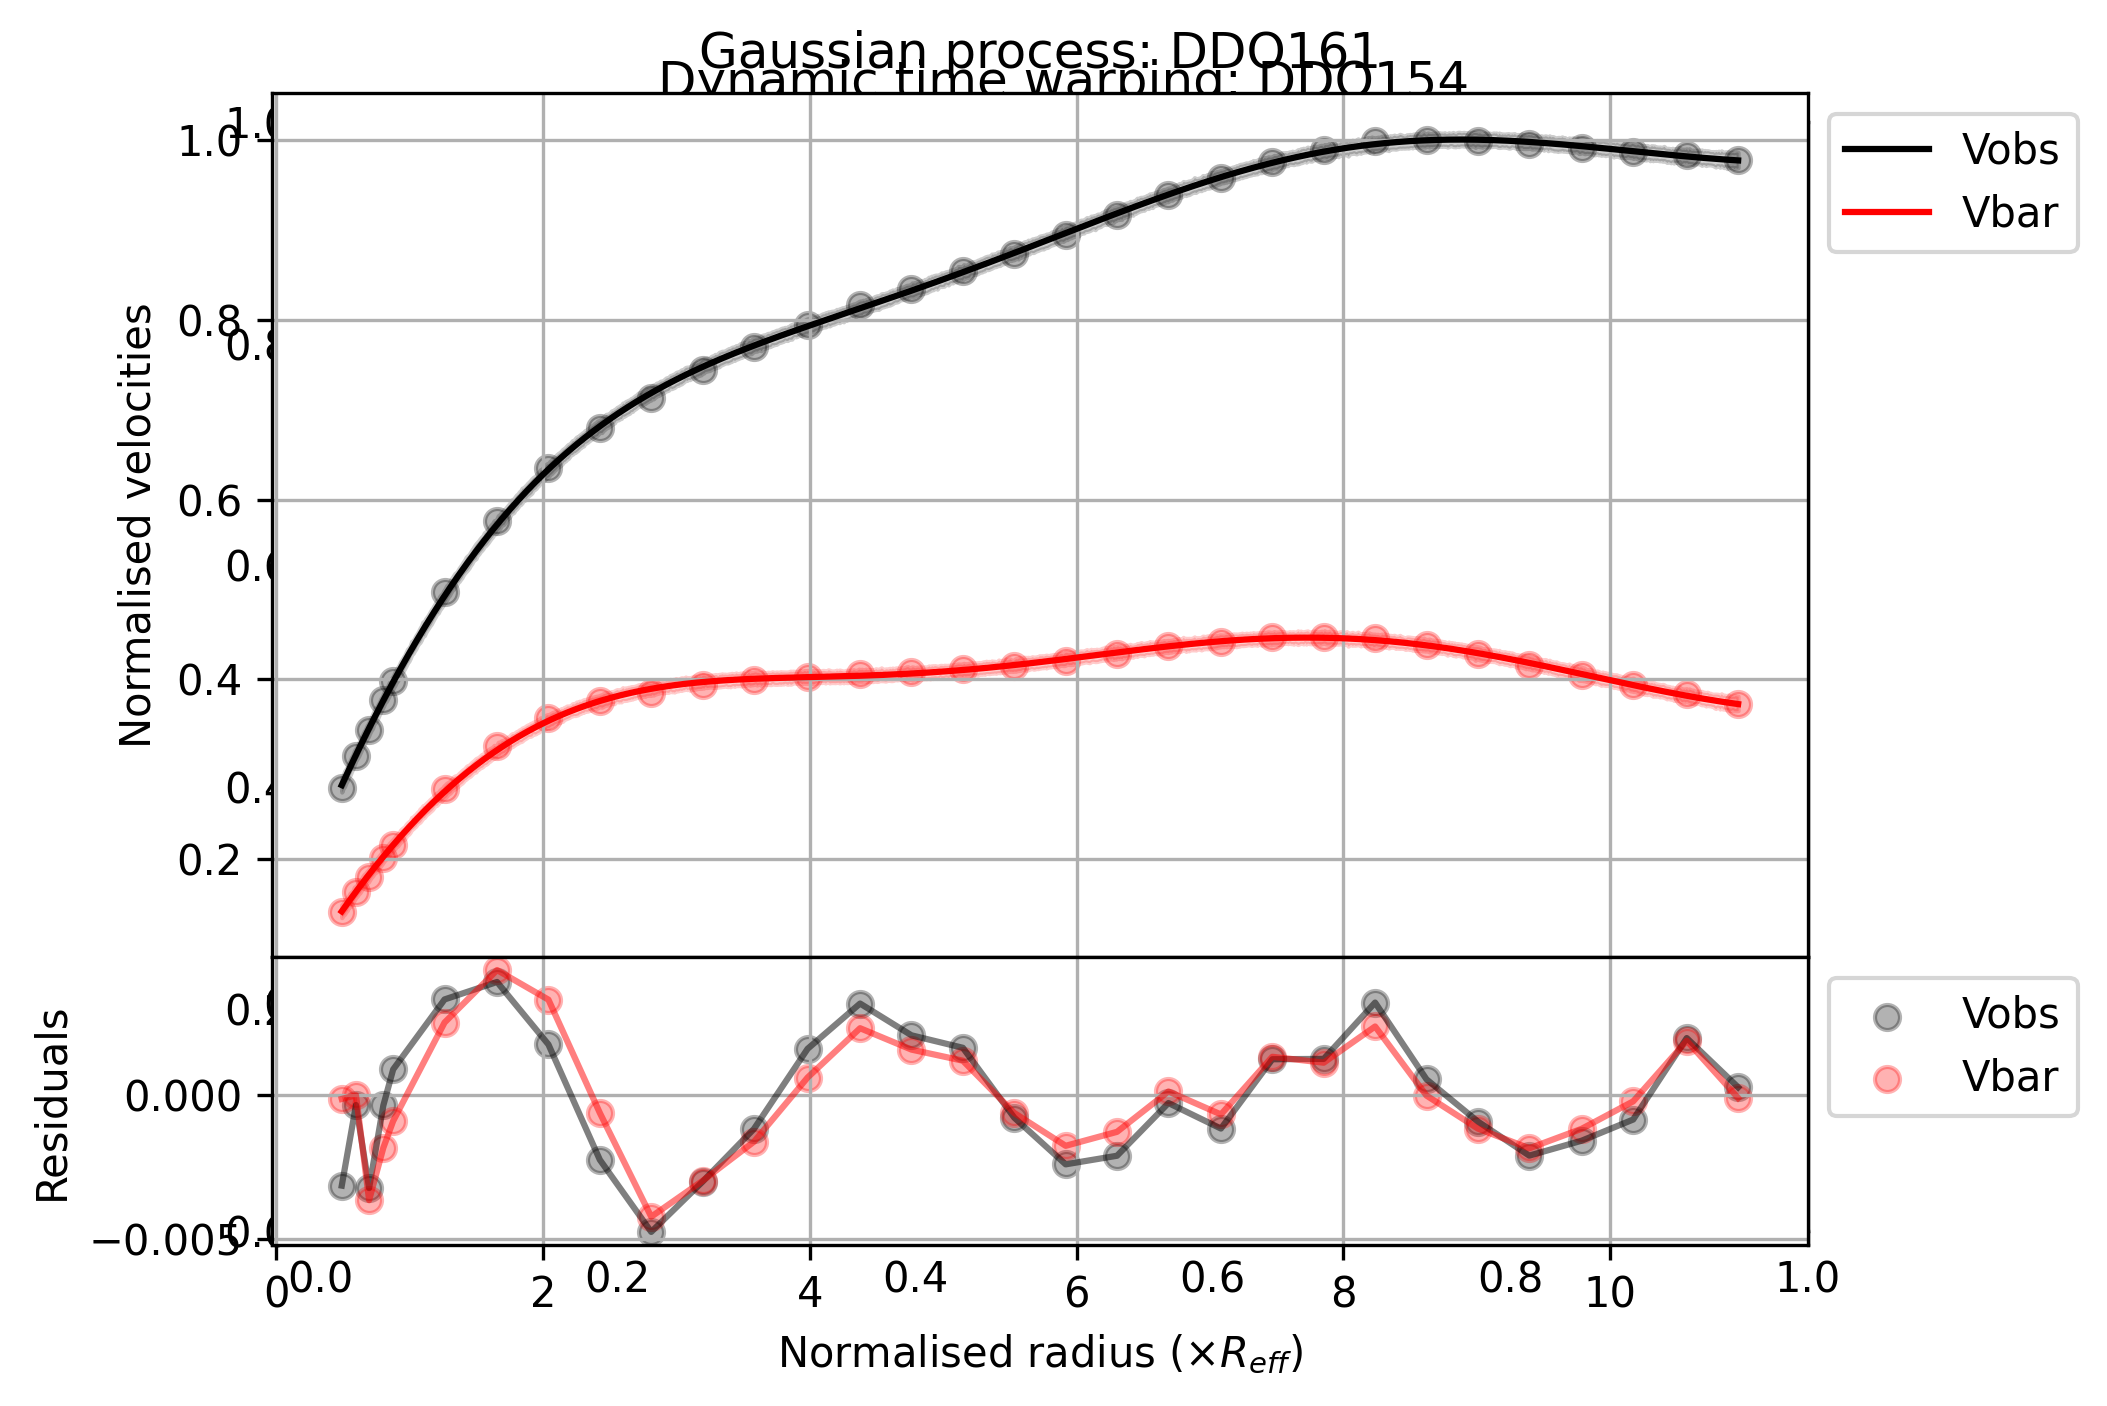 Gaussian process: DDO161
Dynamic time warping: DDO154
Normalised velocities
1.0
0.8
0.6
0.4
0.2
Vobs
Vbar
Residuals
0.000
−0.005
Vobs
Vbar
0 2 4 6 8 10
0.0 0.2 0.4 0.6 0.8 1.0
Normalised radius (×R_eff)